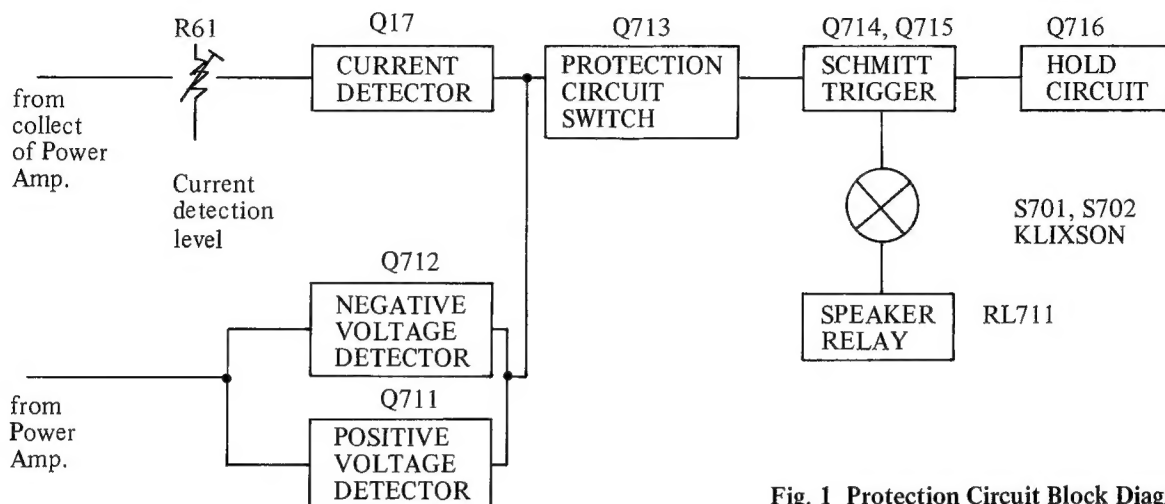 R61
Q17
Q713
Q714, Q715
Q716
CURRENT
DETECTOR
PROTECTION
CIRCUIT
SWITCH
SCHMITT
TRIGGER
HOLD
CIRCUIT
from
collect
of Power
Amp.
Current
detection
level
S701, S702
KLIXSON
Q712
NEGATIVE
VOLTAGE
DETECTOR
SPEAKER
RELAY
RL711
from
Power
Amp.
Q711
POSITIVE
VOLTAGE
DETECTOR
Fig. 1 Protection Circuit Block Diag